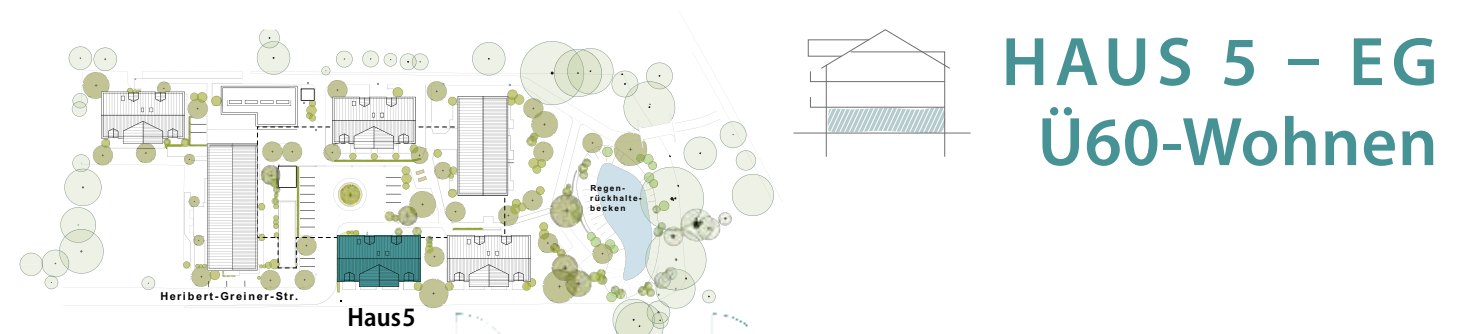 HAUS 5 – EG
Ü60-Wohnen
Regen-
rückhalte-
becken
Heribert-Greiner-Str.
Haus5